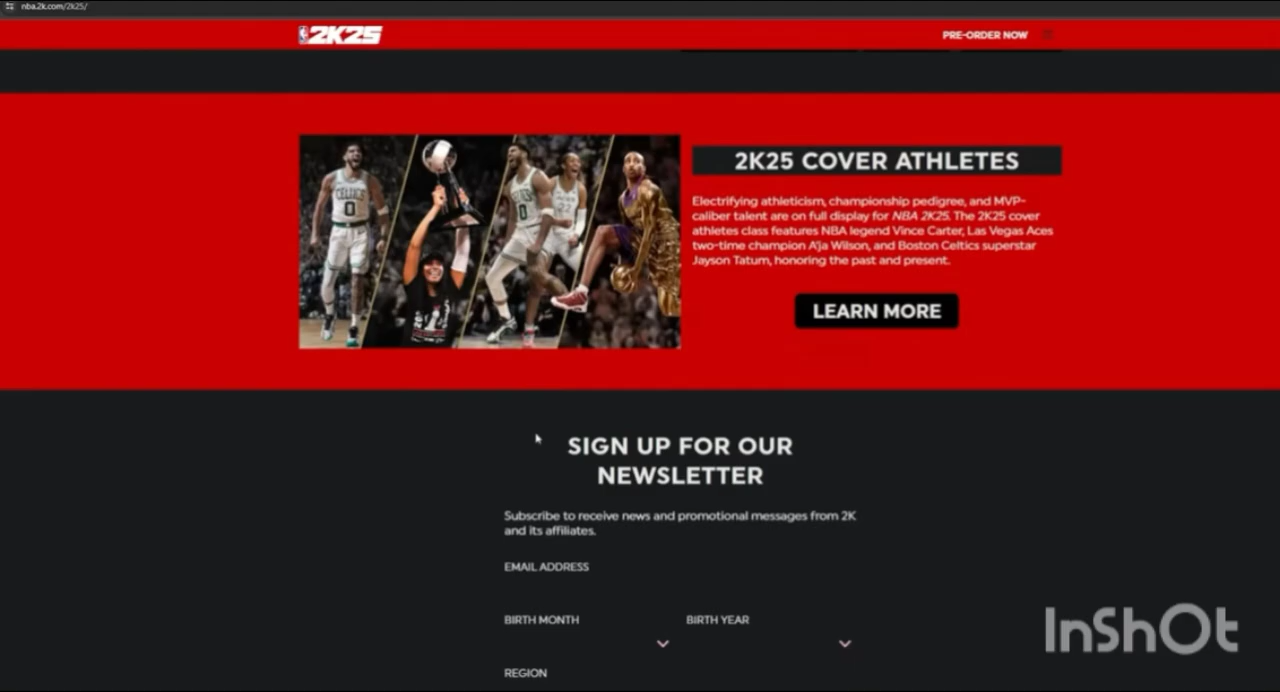 nba.2k.com/2k25/
2K25
PRE-ORDER NOW
2K25 COVER ATHLETES
Electrifying athleticism, championship pedigree, and MVP-
caliber talent are on full display for NBA 2K25. The 2K25 cover
athletes class features NBA legend Vince Carter, Las Vegas Aces
two-time champion A'ja Wilson, and Boston Celtics superstar
Jayson Tatum, honoring the past and present.
LEARN MORE
CELTICS
0
0
22
SIGN UP FOR OUR
NEWSLETTER
Subscribe to receive news and promotional messages from 2K
and its affiliates.
EMAIL ADDRESS
BIRTH MONTH
BIRTH YEAR
REGION
InShOt